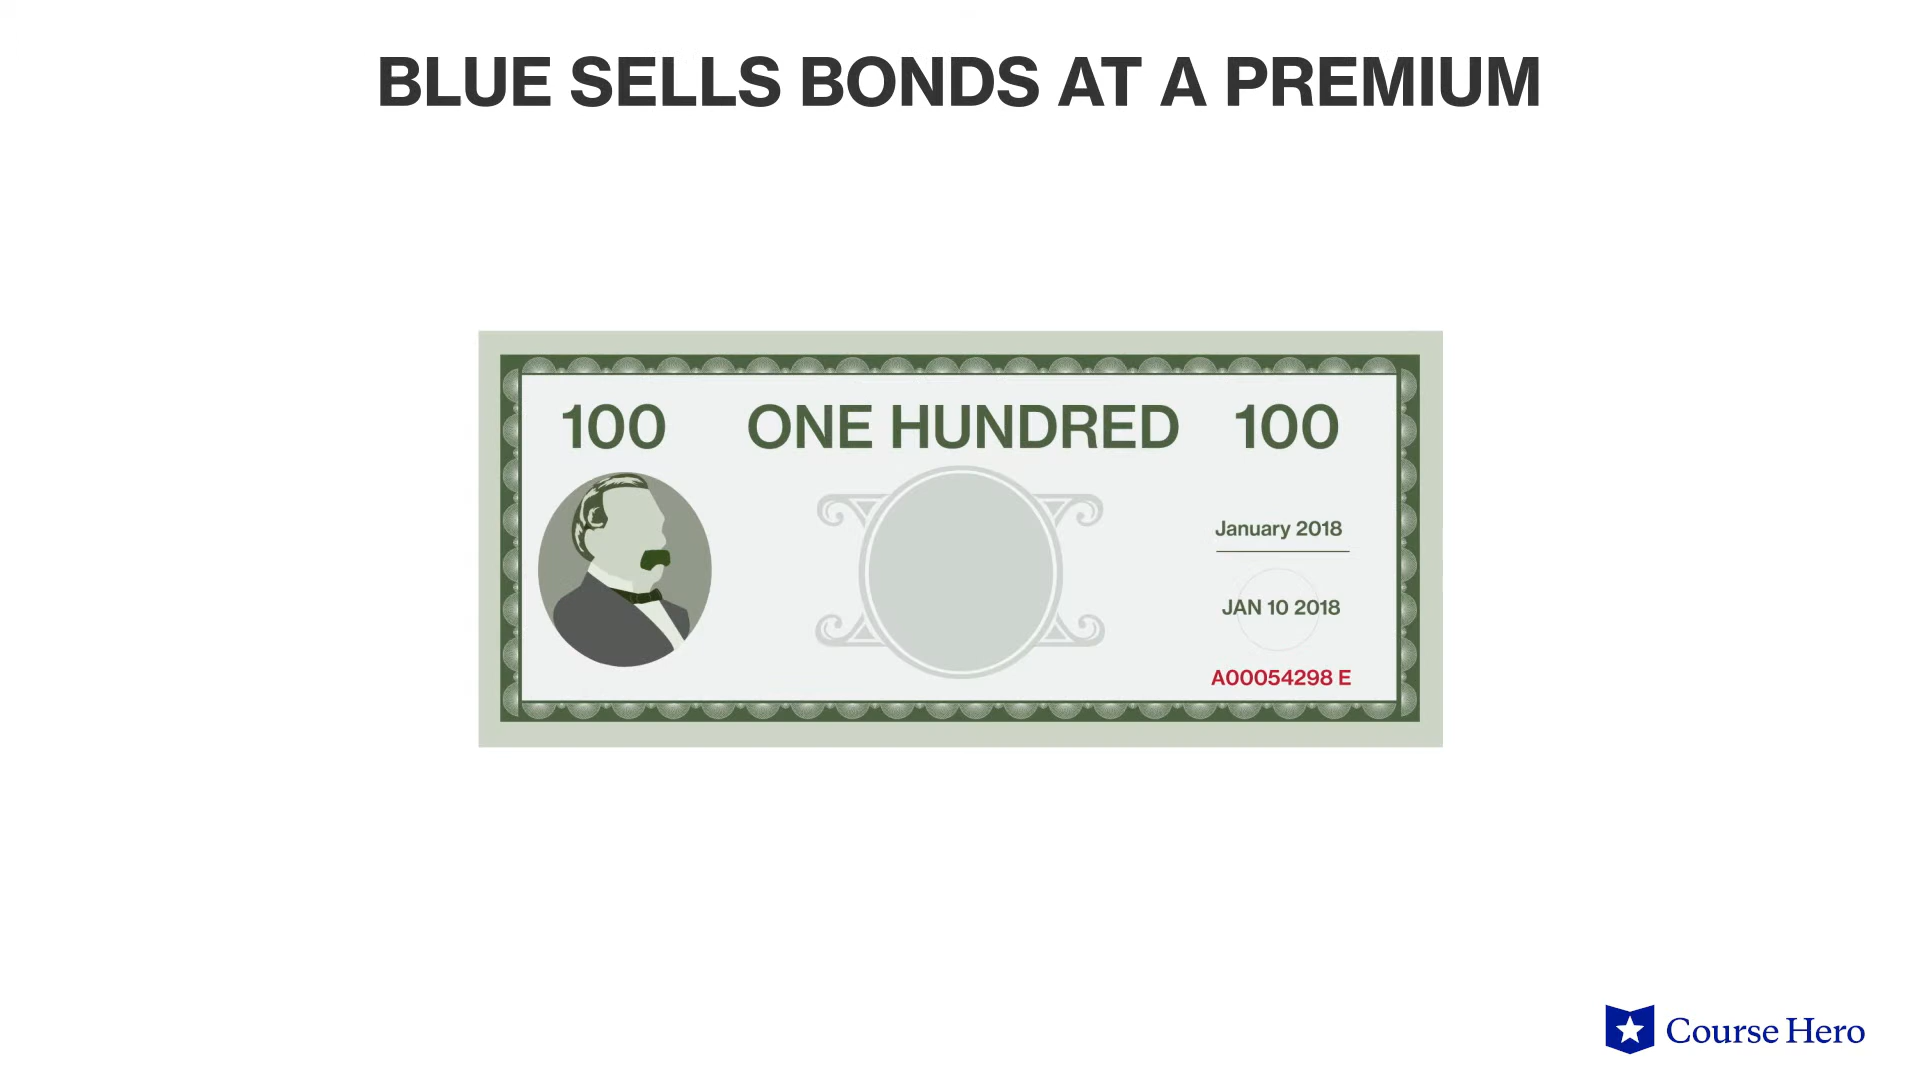 BLUE SELLS BONDS AT A PREMIUM
100 ONE HUNDRED 100
January 2018
JAN 10 2018
A00054298 E
Course Hero